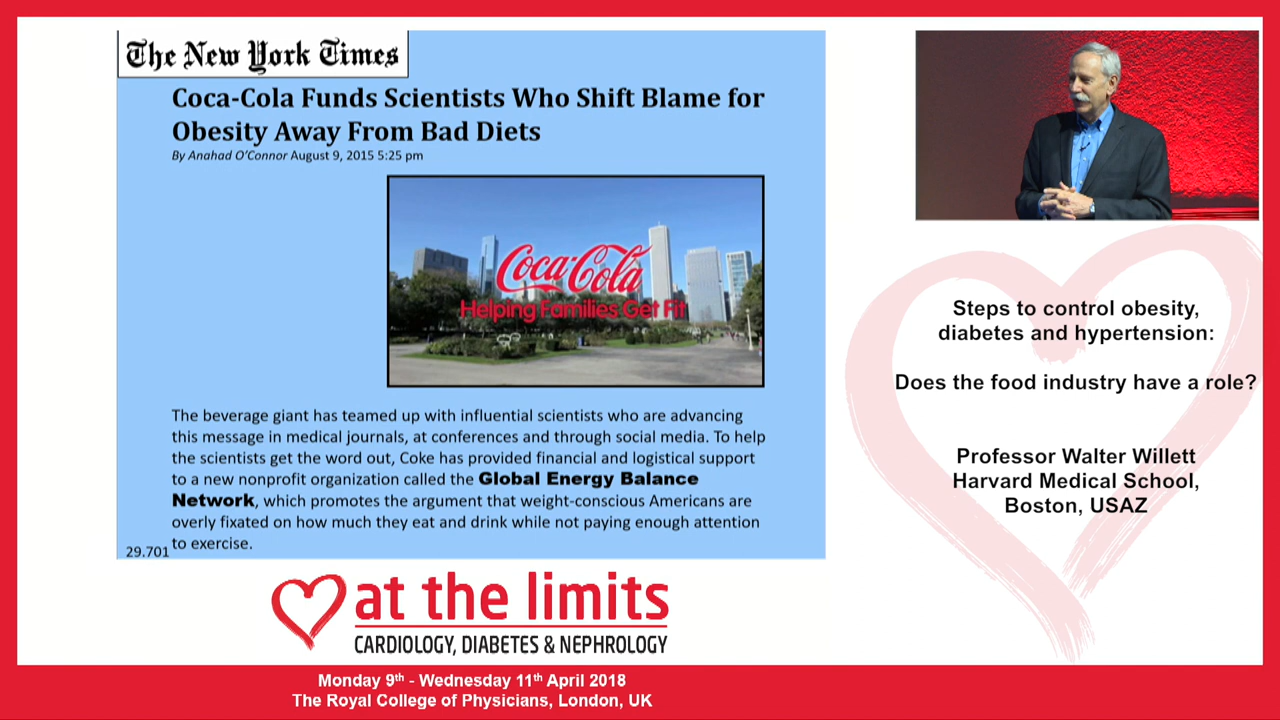 The New York Times
Coca-Cola Funds Scientists Who Shift Blame for
Obesity Away From Bad Diets
By Anahad O'Connor August 9, 2015 5:25 pm
Coca-Cola
Helping Families Get Fit
The beverage giant has teamed up with influential scientists who are advancing
this message in medical journals, at conferences and through social media. To help
the scientists get the word out, Coke has provided financial and logistical support
to a new nonprofit organization called the Global Energy Balance
Network, which promotes the argument that weight-conscious Americans are
overly fixated on how much they eat and drink while not paying enough attention
to exercise.
29.701
Steps to control obesity,
diabetes and hypertension:
Does the food industry have a role?
Professor Walter Willett
Harvard Medical School,
Boston, USAZ
at the limits
CARDIOLOGY, DIABETES & NEPHROLOGY
Monday 9th - Wednesday 11th April 2018
The Royal College of Physicians, London, UK